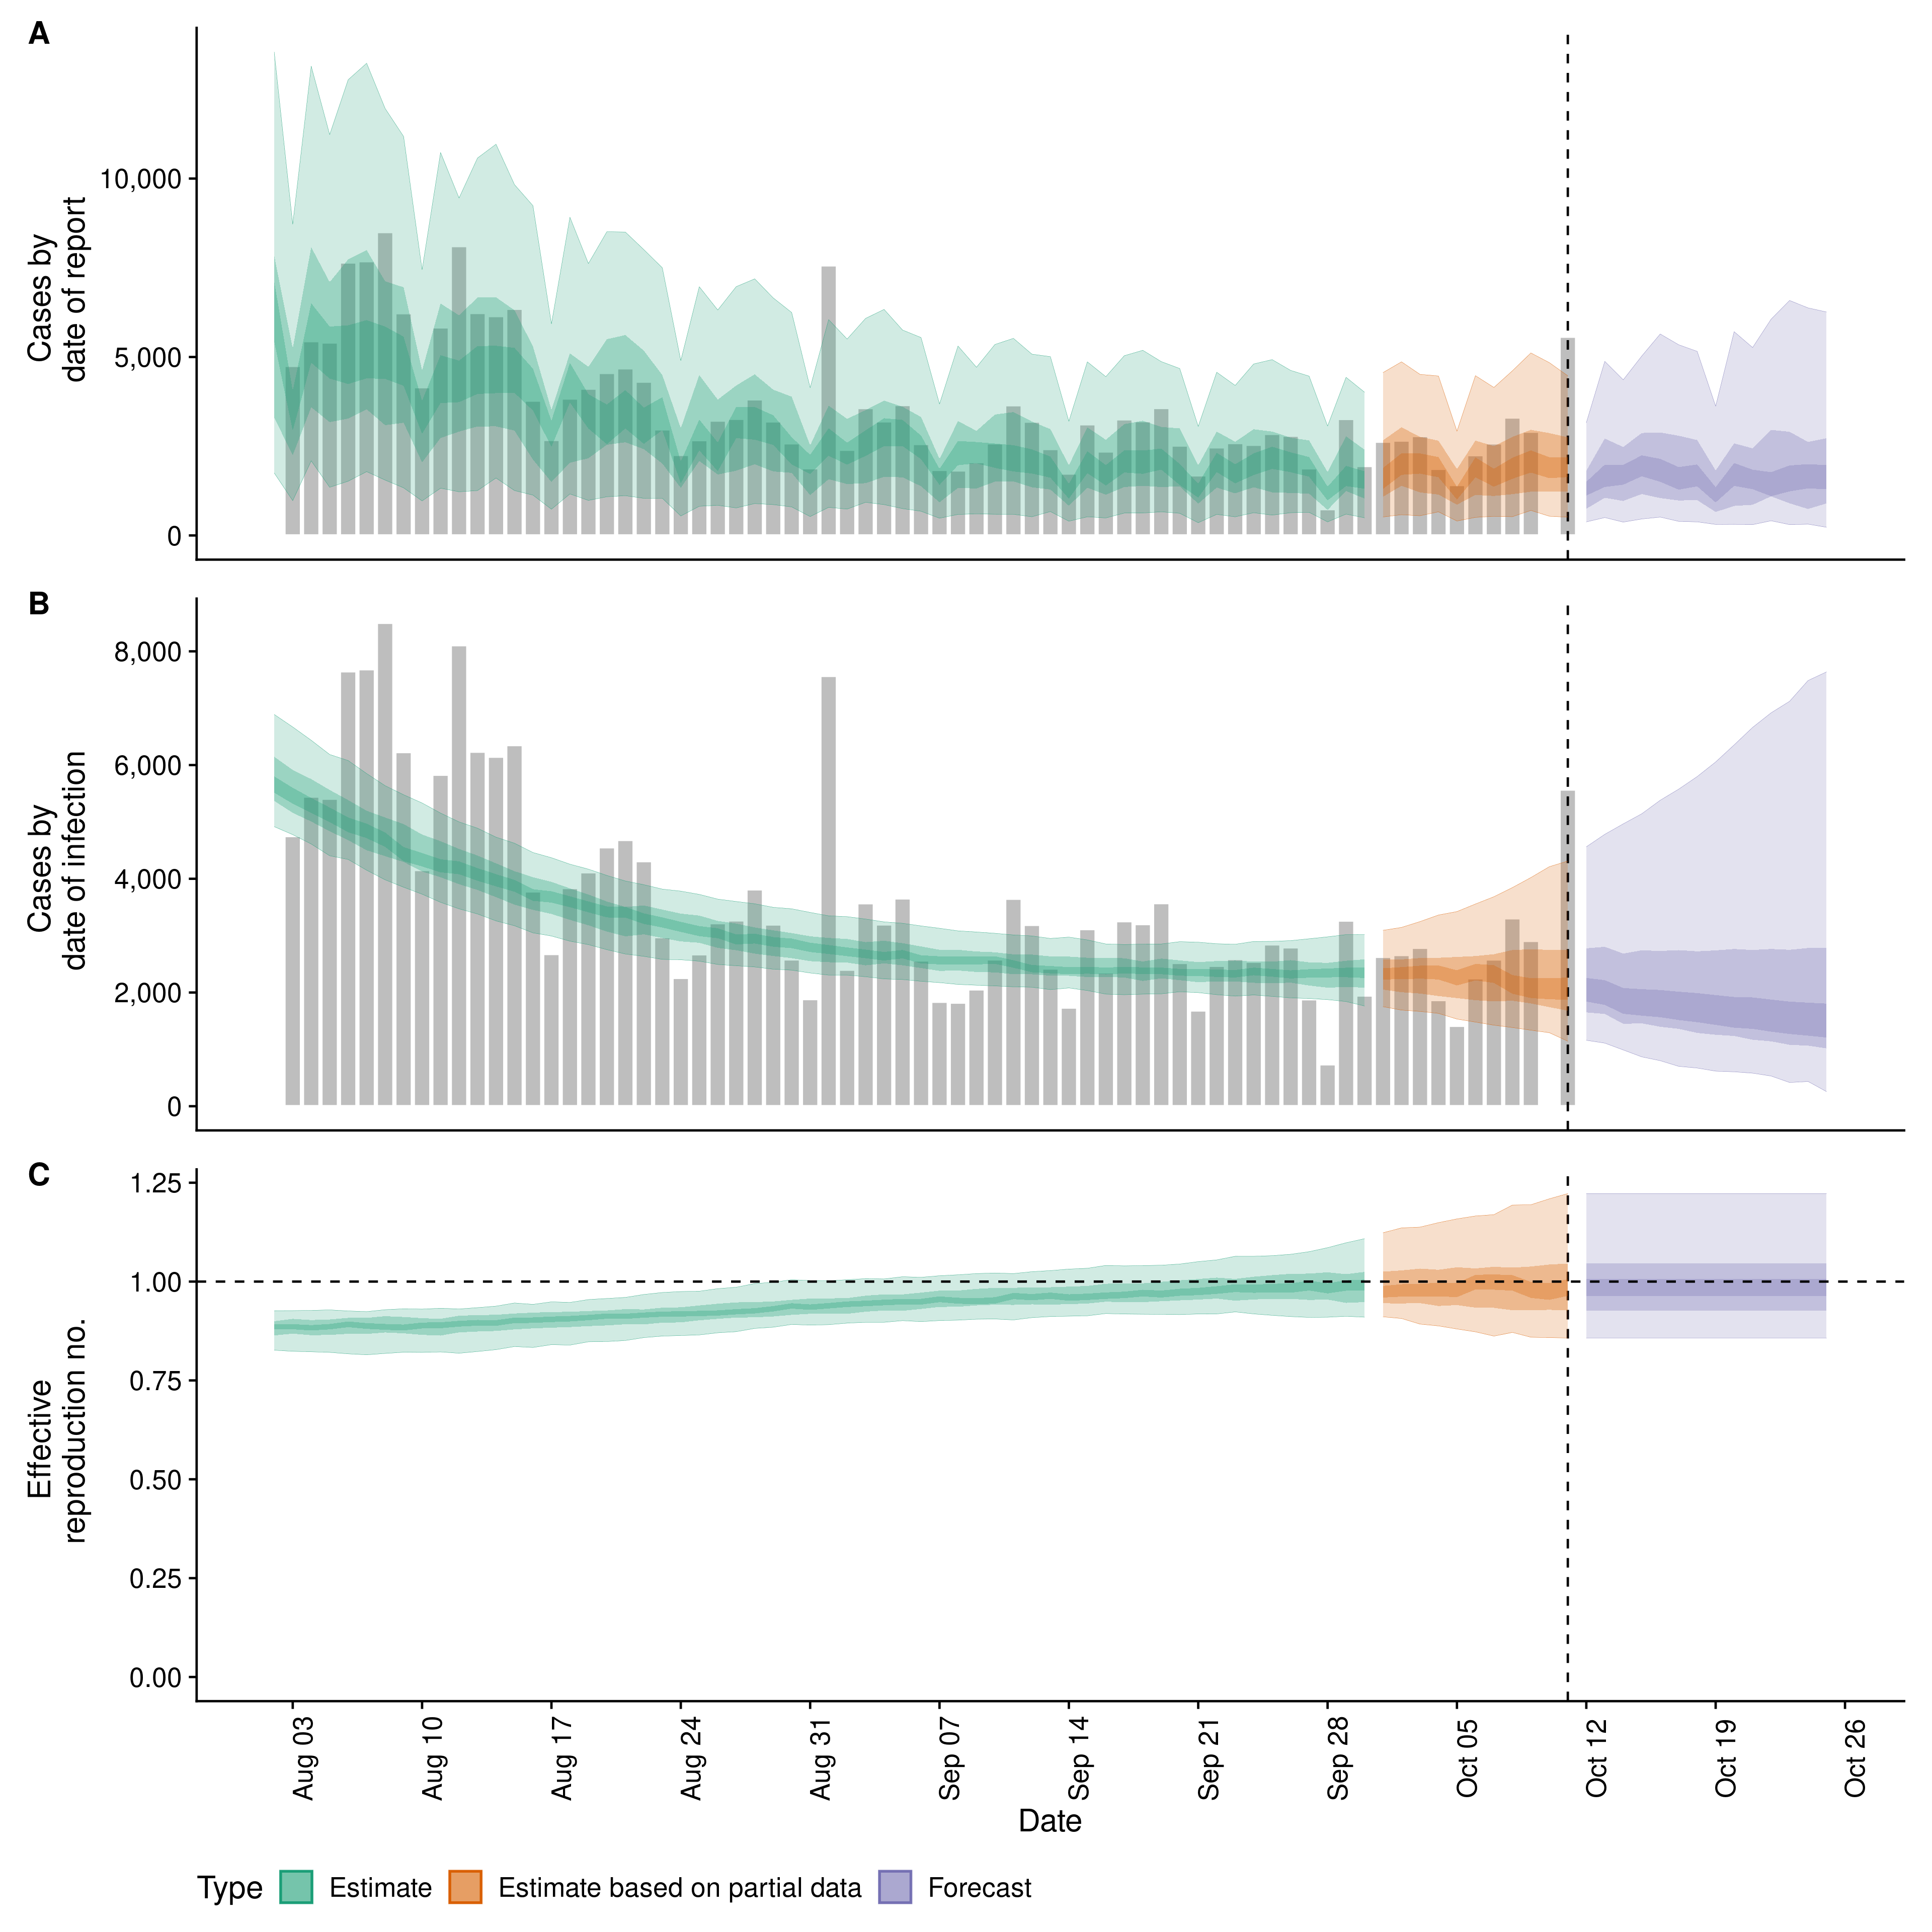 A
10,000
5,000
0
Cases by
date of report
B
8,000
6,000
4,000
2,000
0
Cases by
date of infection
C
1.25
1.00
0.75
0.50
0.25
0.00
Effective
reproduction no.
Aug 03
Aug 10
Aug 17
Aug 24
Aug 31
Sep 07
Sep 14
Sep 21
Sep 28
Oct 05
Oct 12
Oct 19
Oct 26
Date
Type Estimate Estimate based on partial data Forecast